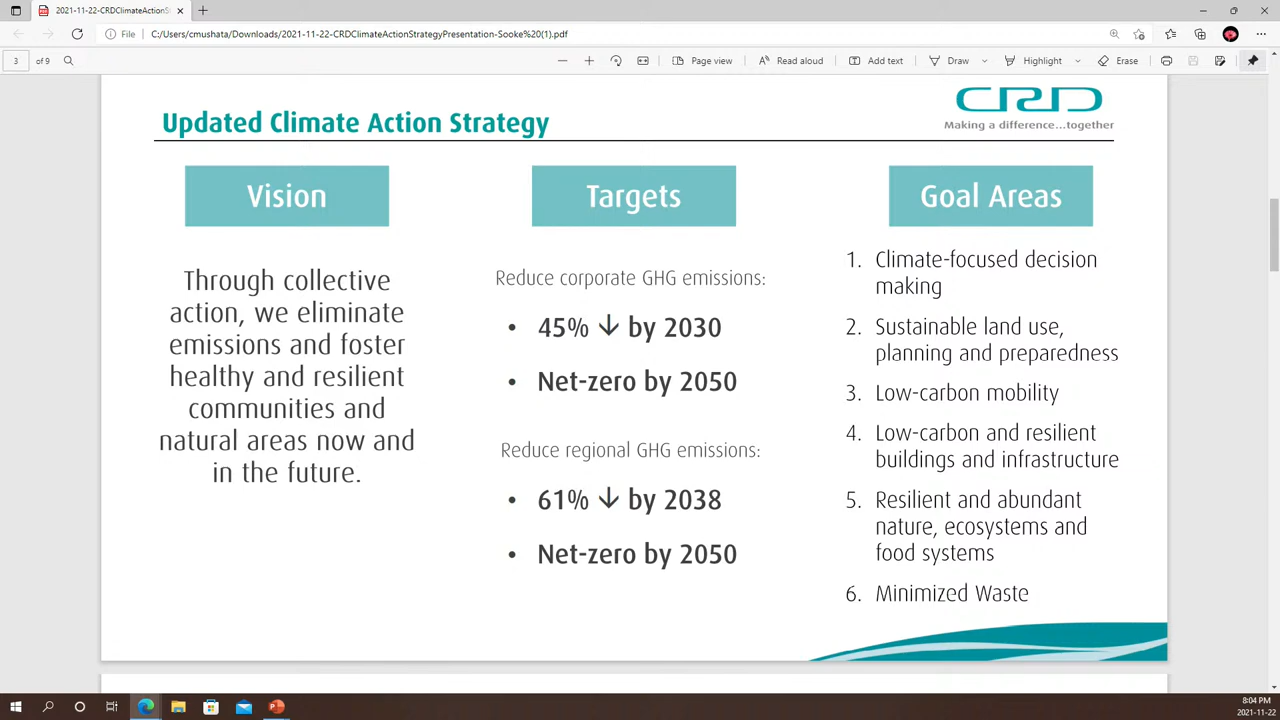 2021-11-22-CRDClimateActionS
File
C:/Users/cmushata/Downloads/2021-11-22-CRDClimateActionStrategyPresentation-Sooke%20(1).pdf
3 of 9
Page view
Read aloud
Add text
Draw
Highlight
Erase
CRD
Making a difference...together
Updated Climate Action Strategy
Vision
Through collective
action, we eliminate
emissions and foster
healthy and resilient
communities and
natural areas now and
in the future.
Targets
Reduce corporate GHG emissions:
• 45% ↓ by 2030
• Net-zero by 2050
Reduce regional GHG emissions:
• 61% ↓ by 2038
• Net-zero by 2050
Goal Areas
1. Climate-focused decision
making
2. Sustainable land use,
planning and preparedness
3. Low-carbon mobility
4. Low-carbon and resilient
buildings and infrastructure
5. Resilient and abundant
nature, ecosystems and
food systems
6. Minimized Waste
8:04 PM
2021-11-22